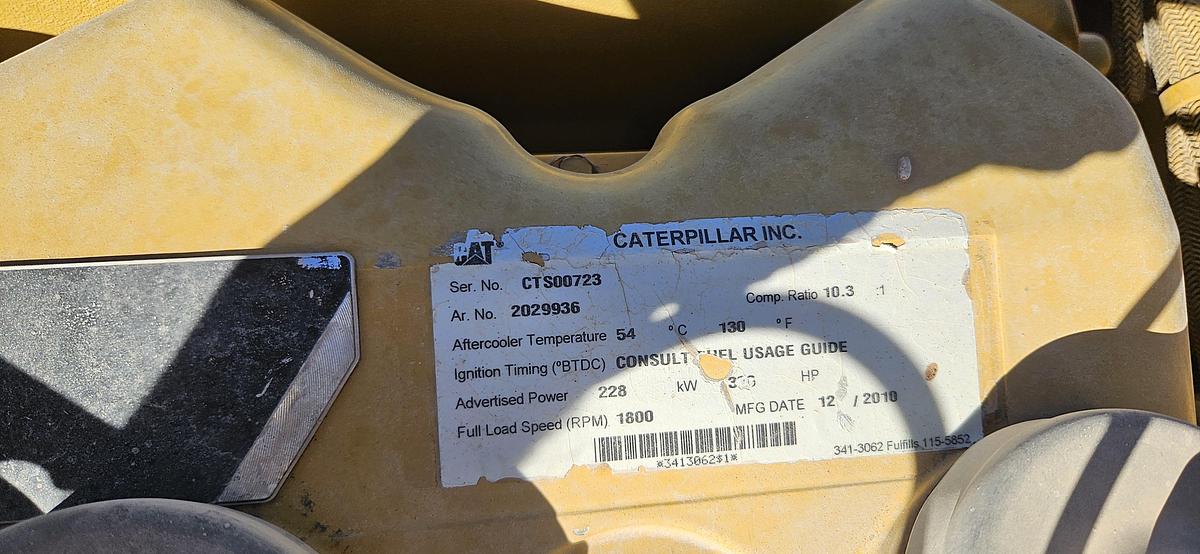 CAT CATERPILLAR INC.
Ser. No. CTS00723
Ar. No. 2029936 Comp. Ratio 10.3 :1
Aftercooler Temperature 54 °C 130 °F
Ignition Timing (°BTDC) CONSULT USAGE GUIDE
Advertised Power 228 kW HP
Full Load Speed (RPM) 1800 MFG DATE 12 / 2010
*3413062$1* 341-3062 Fulfills 115-5852